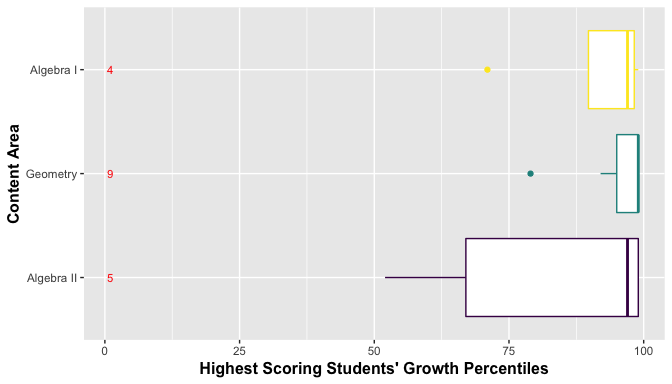 Content Area
Algebra I
4
Geometry
9
Algebra II
5
0 25 50 75 100
Highest Scoring Students' Growth Percentiles